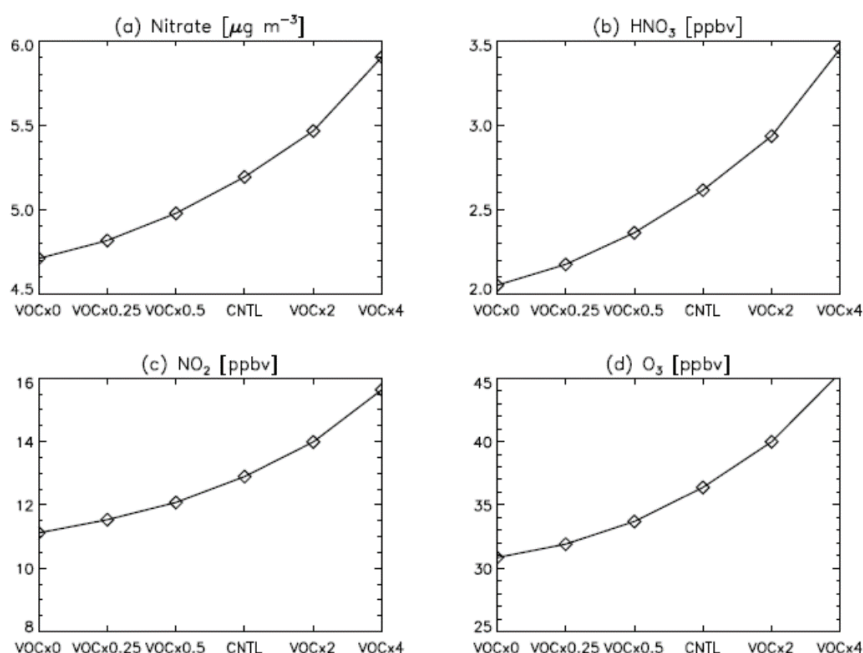 (a) Nitrate [μg m⁻³]
6.0
5.5
5.0
4.5
VOCx0 VOCx0.25 VOCx0.5 CNTL VOCx2 VOCx4
(b) HNO₃ [ppbv]
3.5
3.0
2.5
2.0
VOCx0 VOCx0.25 VOCx0.5 CNTL VOCx2 VOCx4
(c) NO₂ [ppbv]
16
14
12
10
8
VOCx0 VOCx0.25 VOCx0.5 CNTL VOCx2 VOCx4
(d) O₃ [ppbv]
45
40
35
30
25
VOCx0 VOCx0.25 VOCx0.5 CNTL VOCx2 VOCx4